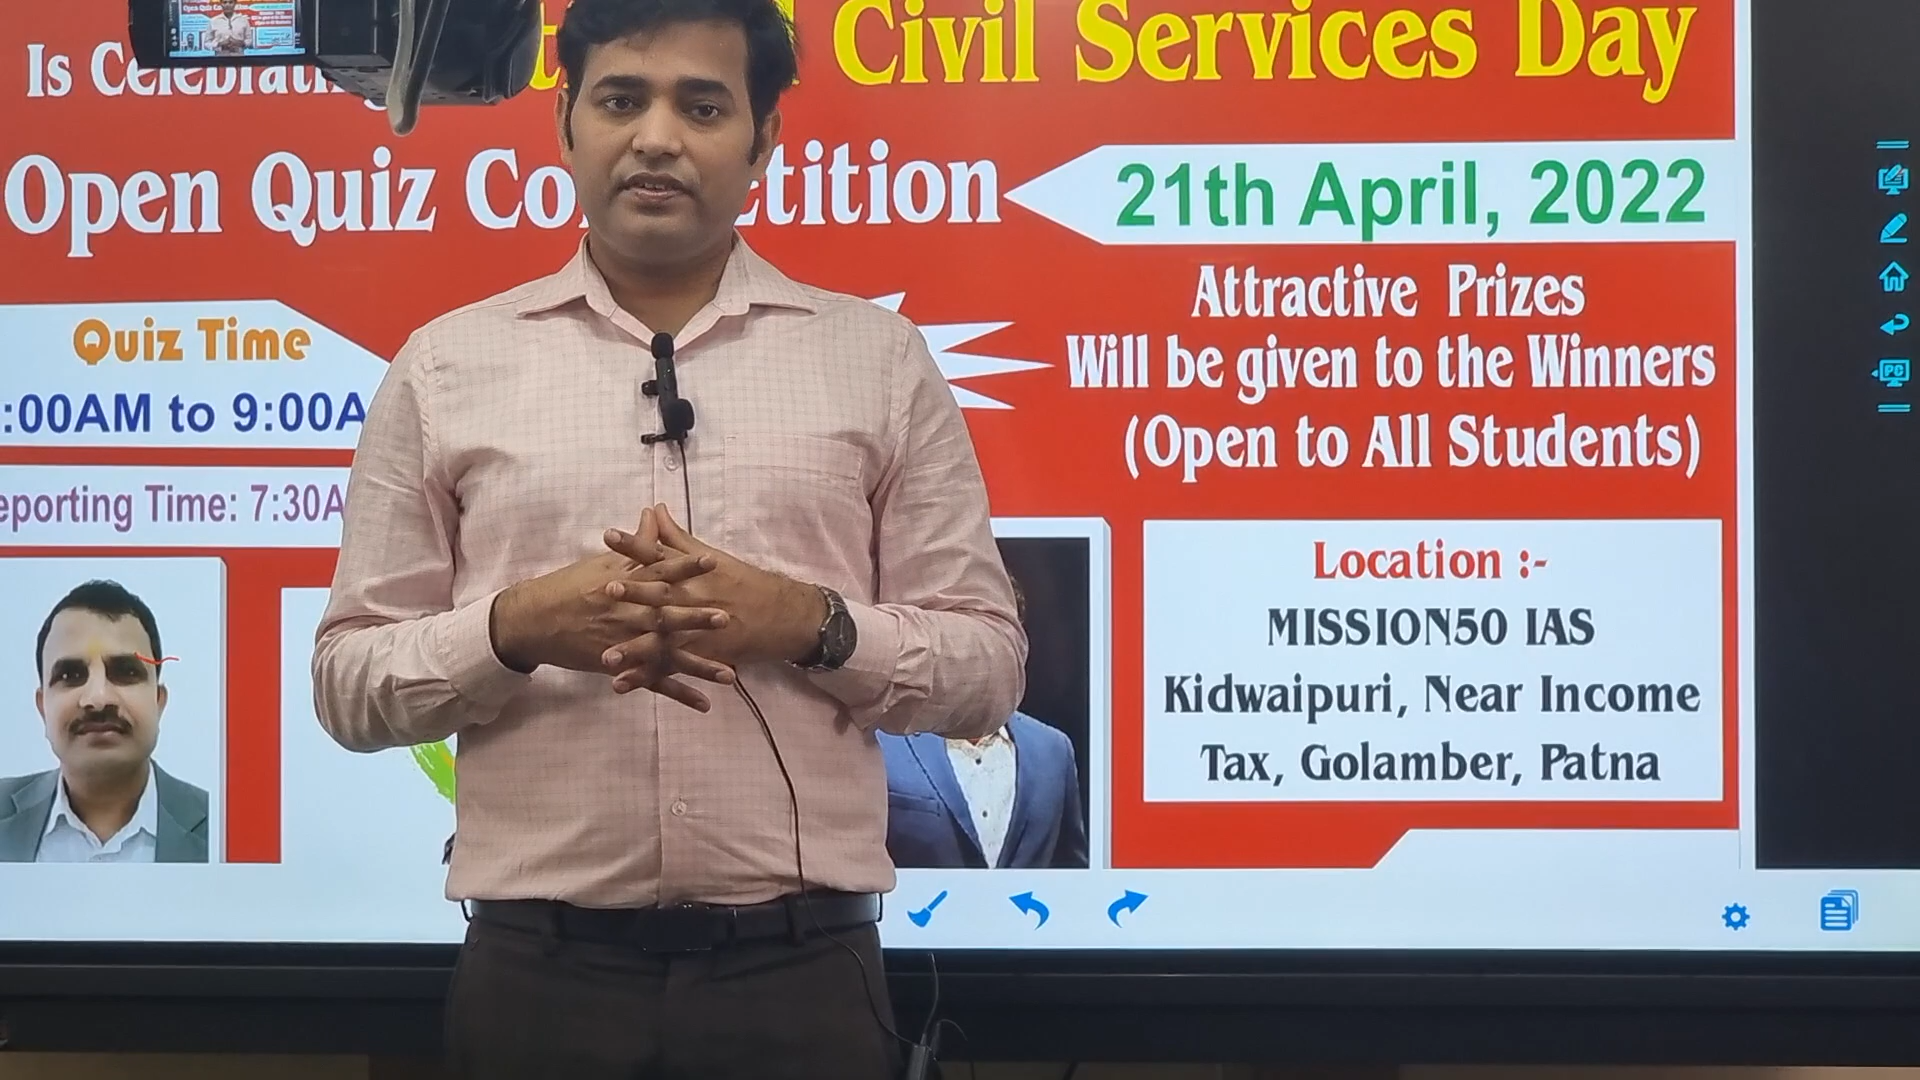 Is Celebrating Civil Services Day
Open Quiz Co etition
21th April, 2022
Quiz Time
:00AM to 9:00A
eporting Time: 7:30A
Attractive Prizes
Will be given to the Winners
(Open to All Students)
Location :-
MISSION50 IAS
Kidwaipuri, Near Income
Tax, Golamber, Patna
PC